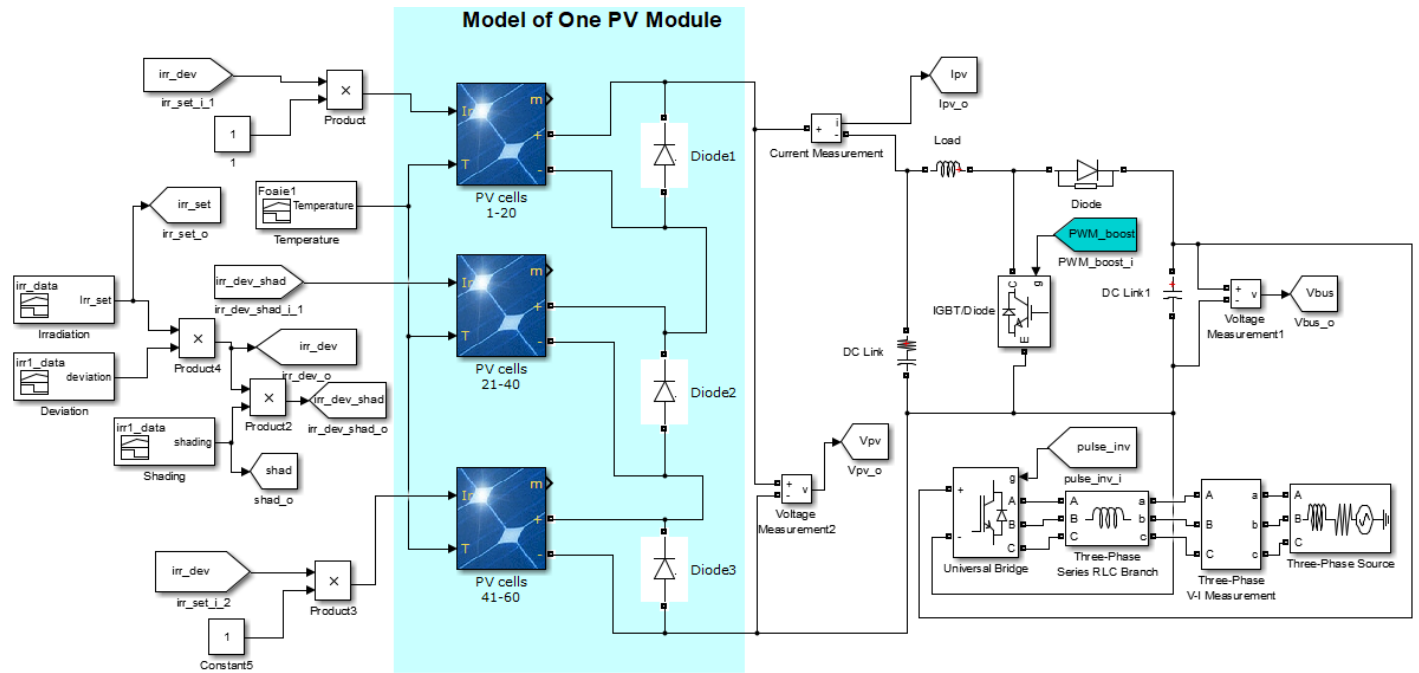 Model of One PV Module
irr_dev
irr_set_i_1
×
Product
1
1
Foaie1
Temperature
Temperature
irr_set
irr_set_o
irr_dev_shad
irr_dev_shad_i_1
irr_data
Irr_set
Irradiation
irr1_data
deviation
Deviation
×
Product4
irr_dev
irr_dev_o
×
Product2
irr_dev_shad
irr_dev_shad_o
irr1_data
shading
Shading
shad
shad_o
irr_dev
irr_set_i_2
×
Product3
1
Constant5
Ir
T
m
+
-
PV cells
1-20
Diode1
Ir
T
m
+
-
PV cells
21-40
Diode2
Ir
T
m
+
-
PV cells
41-60
Diode3
Ipv
Ipv_o
+
i
-
Current Measurement
Load
Diode
PWM_boost
PWM_boost_i
g
C
E
IGBT/Diode
DC Link
+
DC Link1
+
-
v
Voltage
Measurement1
Vbus
Vbus_o
Vpv
Vpv_o
+
-
v
Voltage
Measurement2
pulse_inv
pulse_inv_i
+
-
g
A
B
C
Universal Bridge
A
B
C
a
b
c
Three-Phase
Series RLC Branch
A
B
C
a
b
c
Three-Phase
V-I Measurement
A
B
C
Three-Phase Source